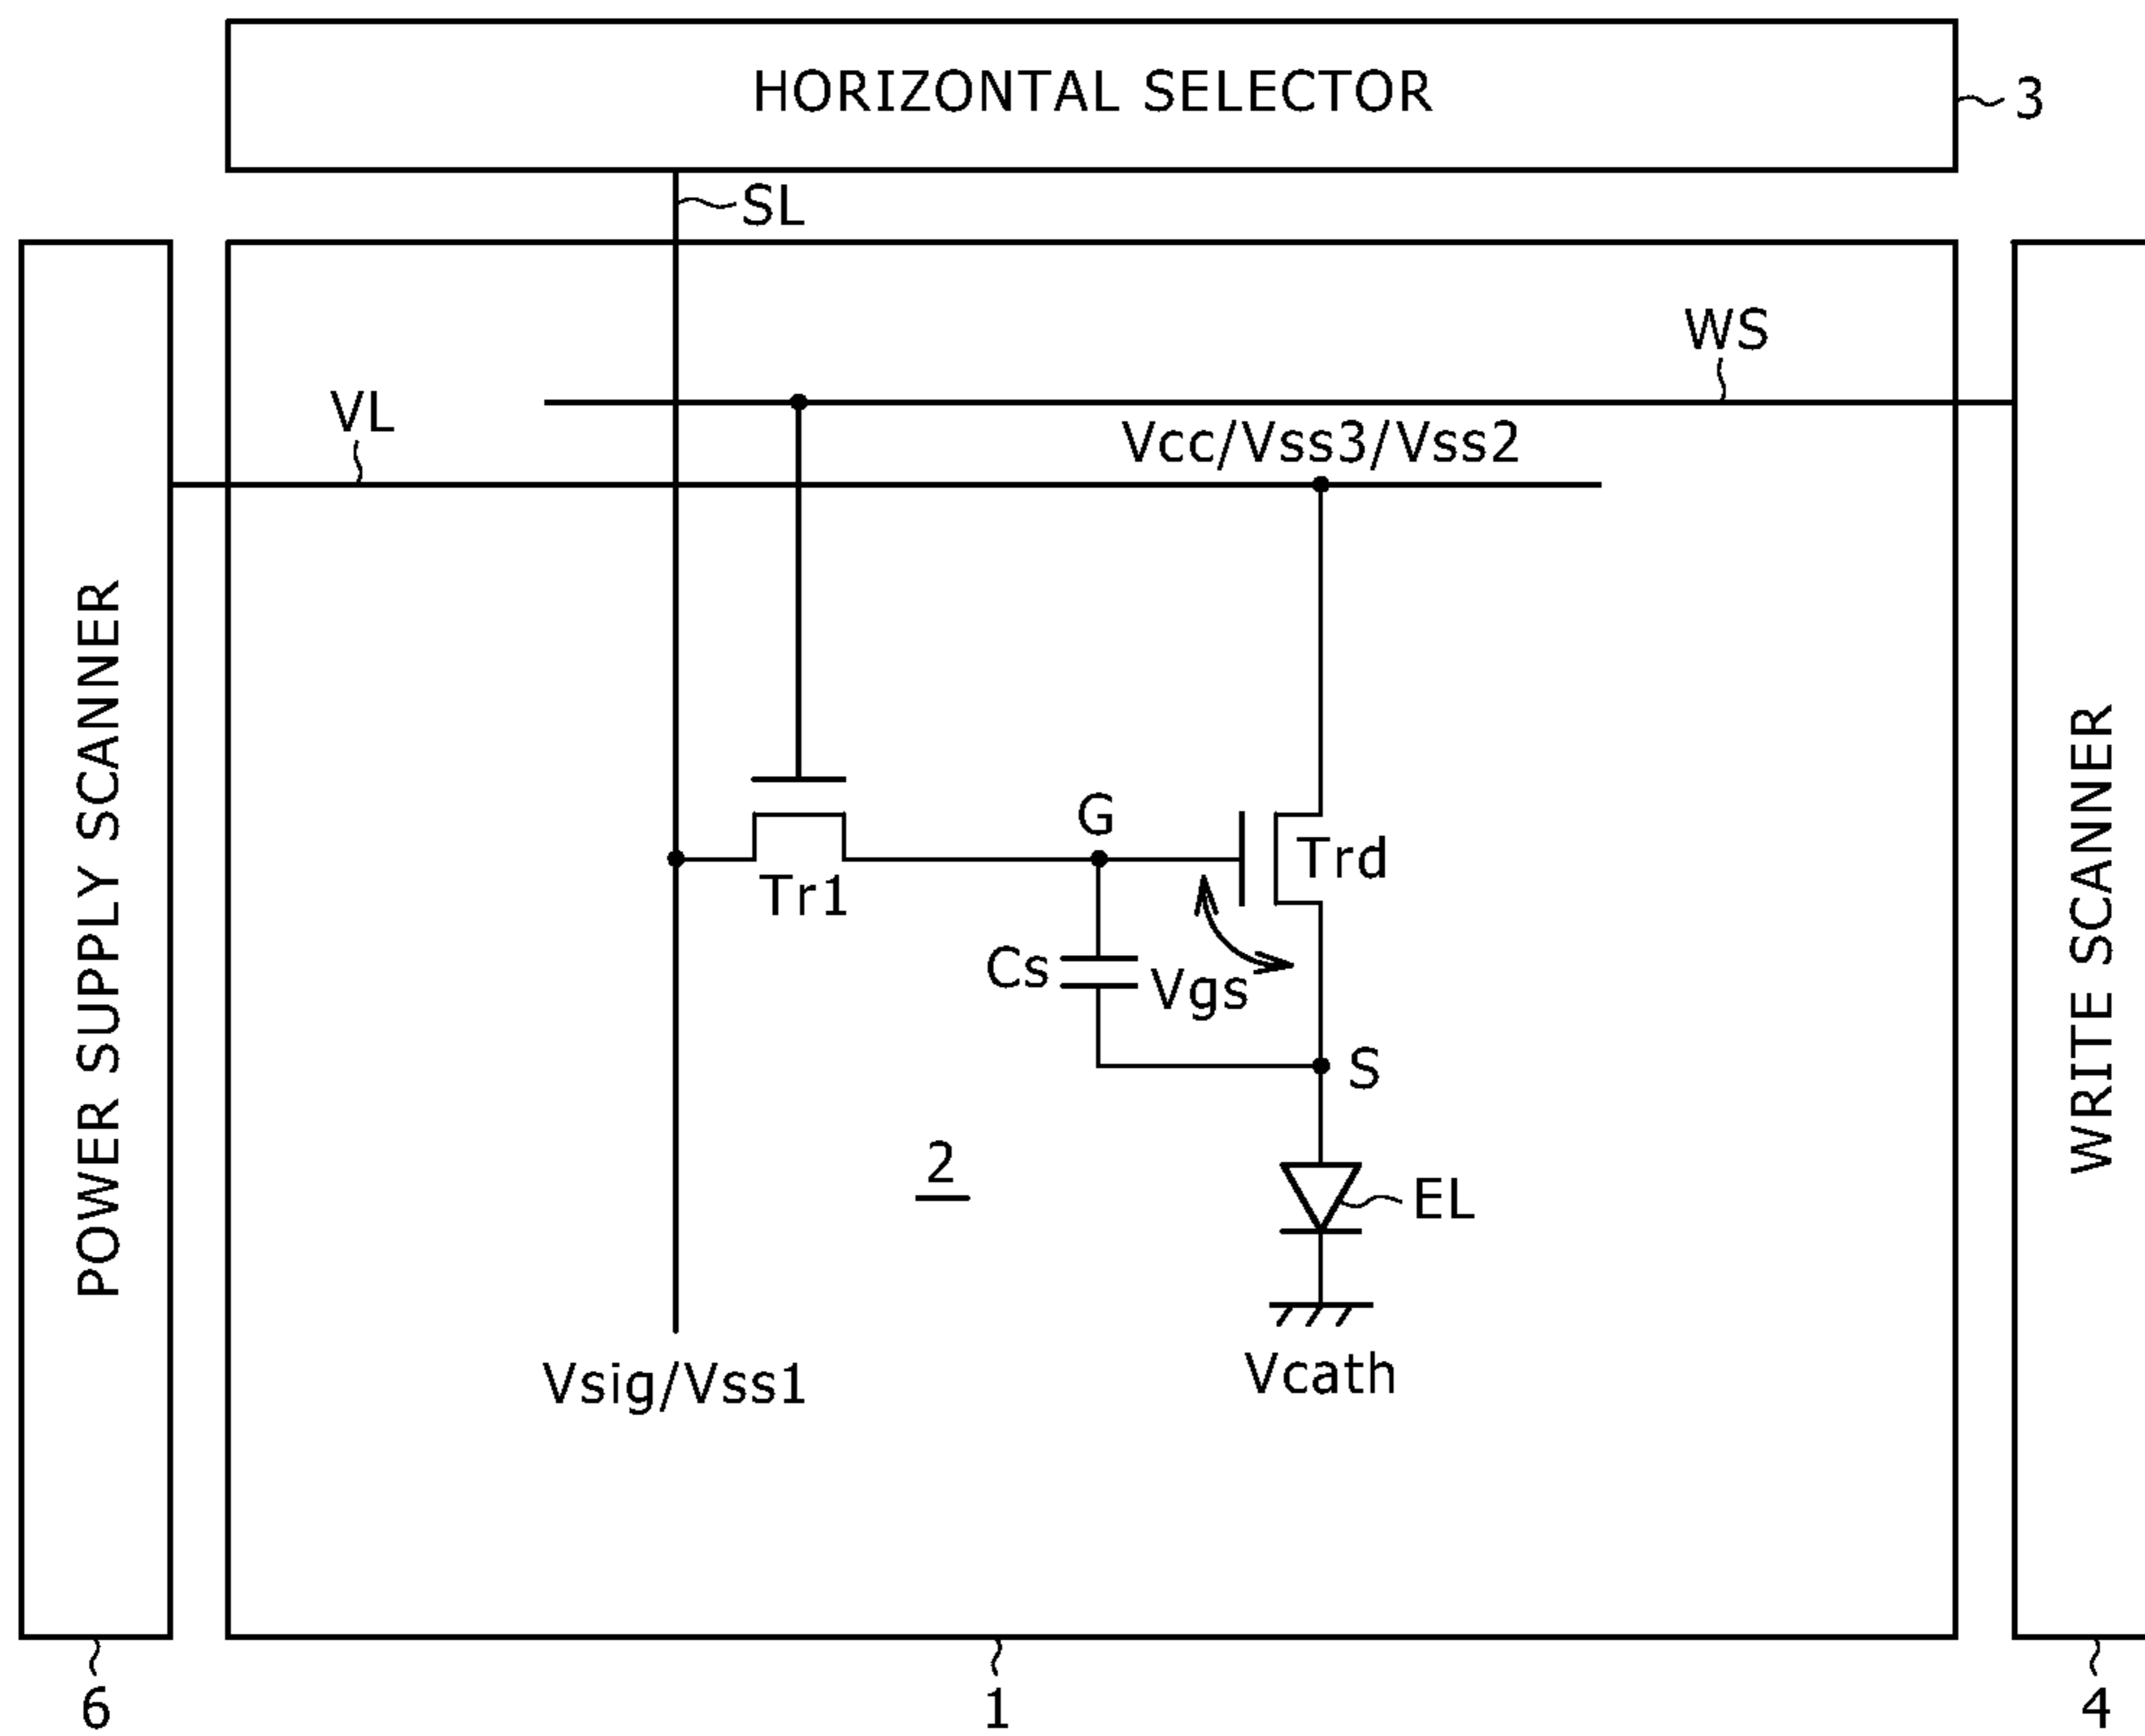 HORIZONTAL SELECTOR
3
SL
WS
VL
Vcc/Vss3/Vss2
POWER SUPPLY SCANNER
WRITE SCANNER
G
Trd
Tr1
Cs
Vgs
S
2
EL
Vsig/Vss1
Vcath
6
1
4